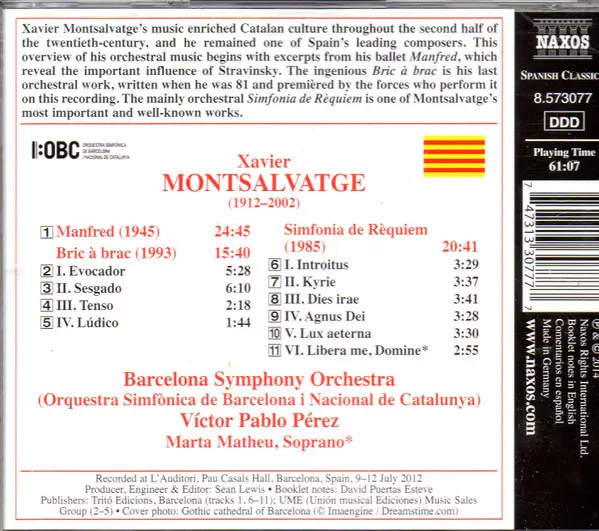 Xavier Montsalvatge's music enriched Catalan culture throughout the second half of
the twentieth-century, and he remained one of Spain's leading composers. This
overview of his orchestral music begins with excerpts from his ballet Manfred, which
reveal the important influence of Stravinsky. The ingenious Bric à brac is his last
orchestral work, written when he was 81 and premièred by the forces who perform it
on this recording. The mainly orchestral Simfonia de Rèquiem is one of Montsalvatge's
most important and well-known works.
NAXOS
SPANISH CLASSICS
8.573077
DDD
Playing Time
61:07
OBC
ORQUESTRA SIMFÒNICA
DE BARCELONA
I NACIONAL DE CATALUNYA
Xavier
MONTSALVATGE
(1912–2002)
1 Manfred (1945) 24:45
Bric à brac (1993) 15:40
2 I. Evocador 5:28
3 II. Sesgado 6:10
4 III. Tenso 2:18
5 IV. Lúdico 1:44
Simfonia de Rèquiem
(1985) 20:41
6 I. Introitus 3:29
7 II. Kyrie 3:37
8 III. Dies irae 3:41
9 IV. Agnus Dei 3:28
10 V. Lux aeterna 3:30
11 VI. Libera me, Domine* 2:55
Barcelona Symphony Orchestra
(Orquestra Simfònica de Barcelona i Nacional de Catalunya)
Víctor Pablo Pérez
Marta Matheu, Soprano*
Recorded at L'Auditori, Pau Casals Hall, Barcelona, Spain, 9–12 July 2012
Producer, Engineer & Editor: Sean Lewis • Booklet notes: David Puertas Esteve
Publishers: Tritó Edicions, Barcelona (tracks 1, 6–11); UME (Unión musical Ediciones) Music Sales
Group (2–5) • Cover photo: Gothic cathedral of Barcelona (© Imaengine / Dreamstime.com)
7 47313 30777
℗ & © 2014
Naxos Rights International Ltd.
Booklet notes in English
Comentarios en español
Made in Germany
www.naxos.com